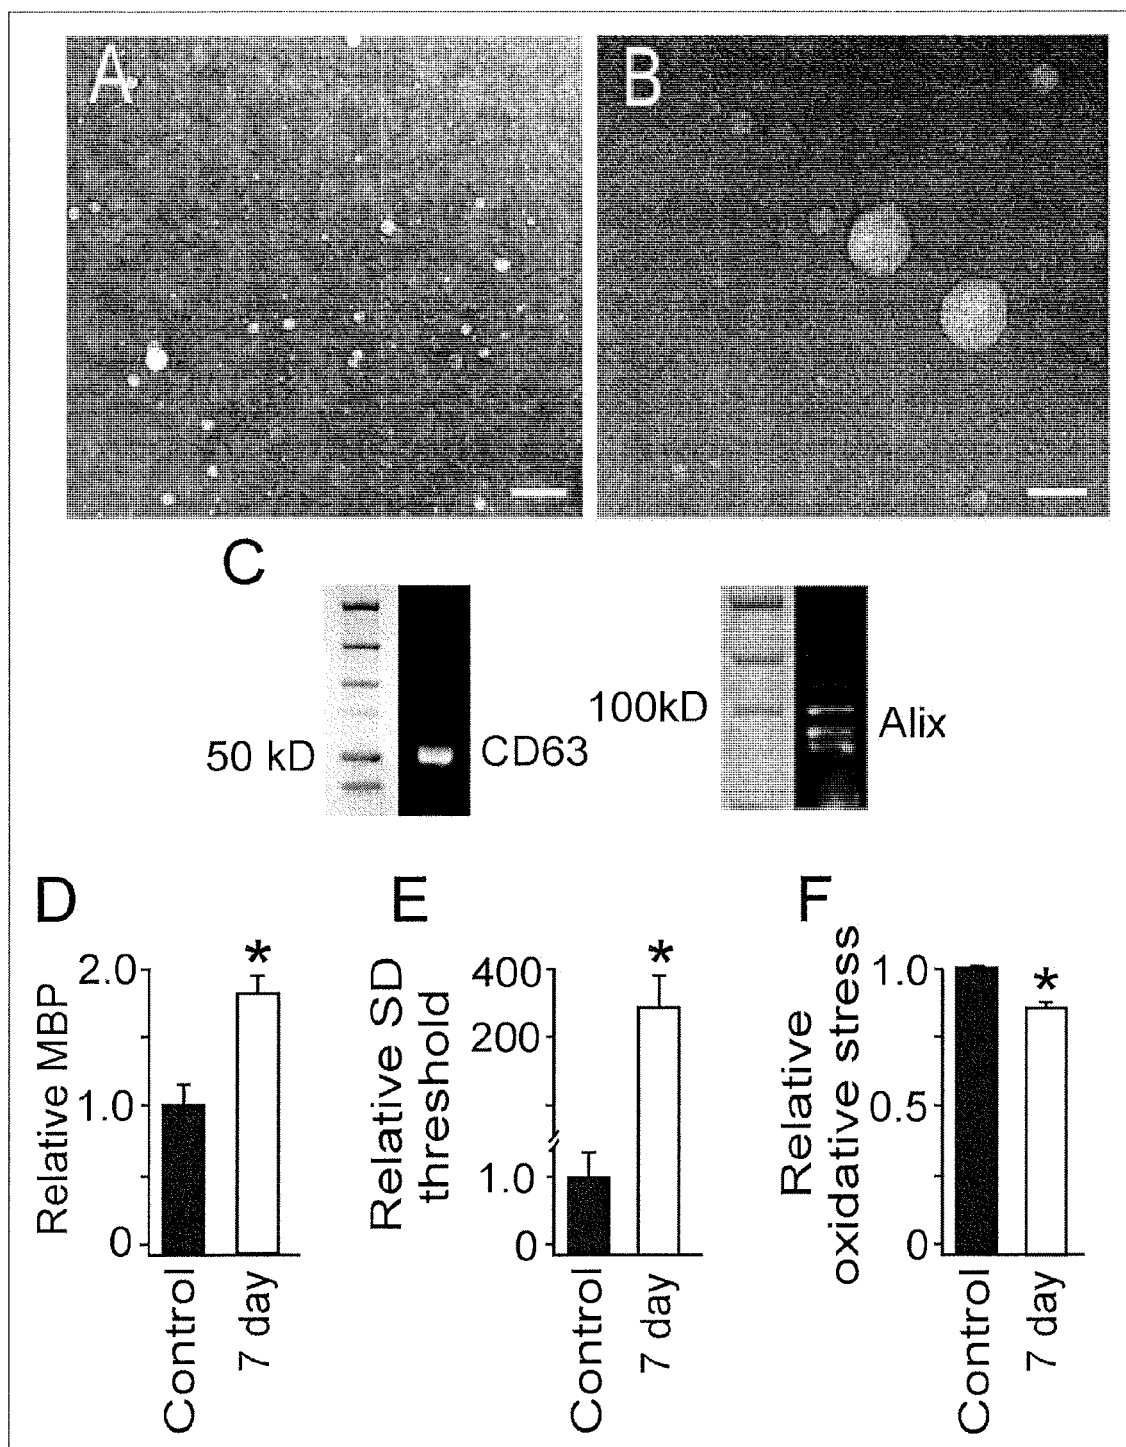 A
B
C
50 kD
CD63
100kD
Alix
D
Relative MBP
2.0
1.0
0
*
Control
7 day
E
Relative SD
threshold
400
200
1.0
0
*
Control
7 day
F
Relative
oxidative stress
1.0
0.5
0
*
Control
7 day